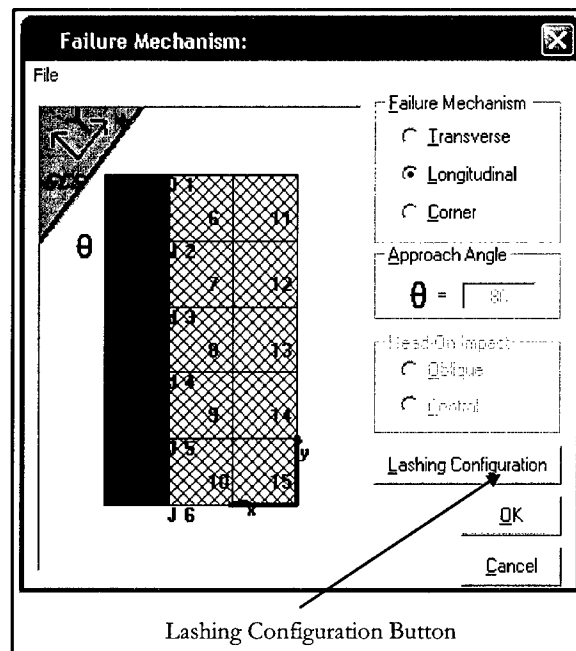 Failure Mechanism:
File
Failure Mechanism
Transverse
Longitudinal
Corner
Approach Angle
θ =
Head-On Impact
Oblique
Central
Lashing Configuration
OK
Cancel
θ
J 1
6 11
J 2
7 12
J 3
8 13
J 4
9 14
J 5
10 15
J 6
x
y
Lashing Configuration Button